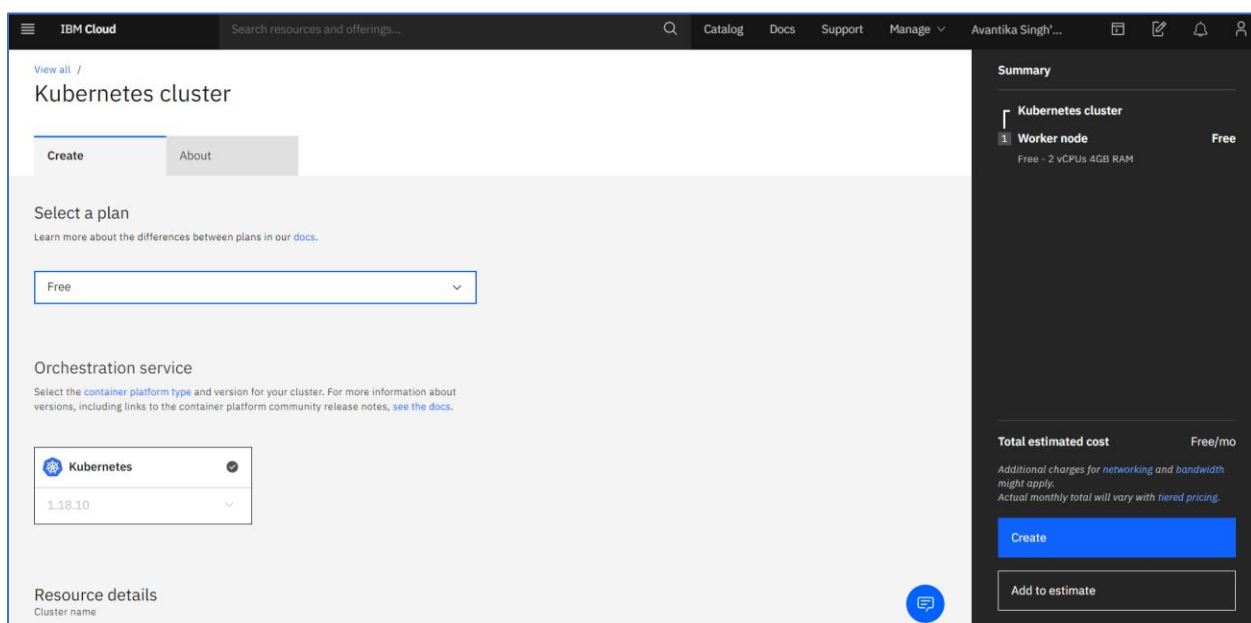 IBM Cloud
Search resources and offerings...
Catalog
Docs
Support
Manage
Avantika Singh'...
View all /
Kubernetes cluster
Create
About
Select a plan
Learn more about the differences between plans in our docs.
Free
Orchestration service
Select the container platform type and version for your cluster. For more information about
versions, including links to the container platform community release notes, see the docs.
Kubernetes
1.18.10
Resource details
Cluster name
Summary
Kubernetes cluster
1 Worker node Free
Free - 2 vCPUs 4GB RAM
Total estimated cost Free/mo
Additional charges for networking and bandwidth
might apply.
Actual monthly total will vary with tiered pricing.
Create
Add to estimate